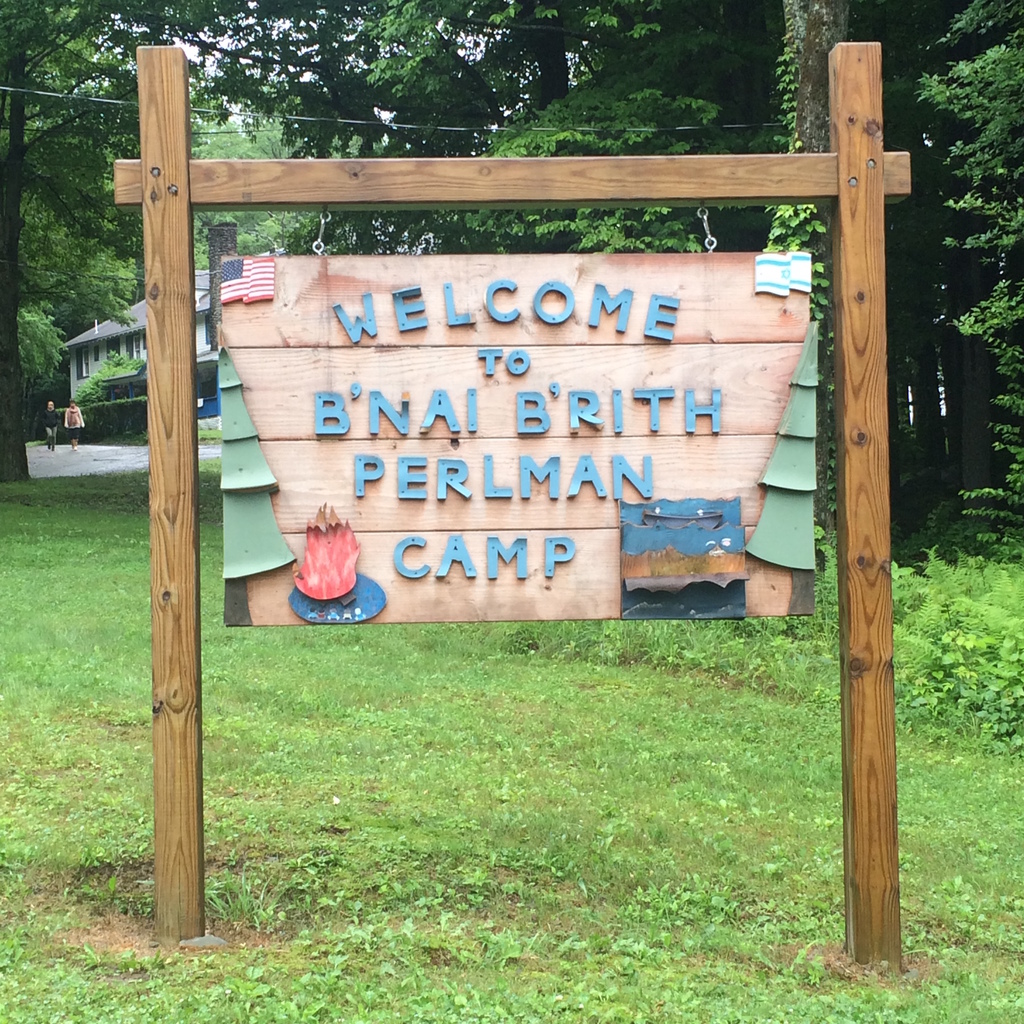 WELCOME
TO
B'NAI B'RITH
PERLMAN
CAMP